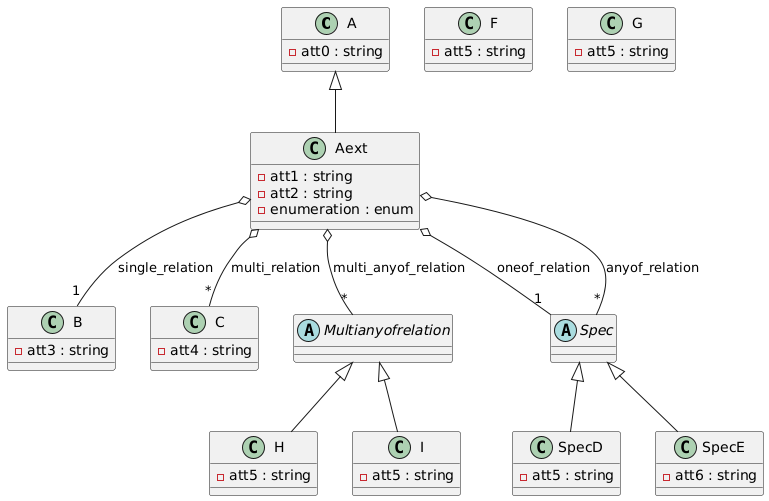 C A
att0 : string
C F
att5 : string
C G
att5 : string
C Aext
att1 : string
att2 : string
enumeration : enum
single_relation
multi_relation
multi_anyof_relation
oneof_relation
anyof_relation
1
*
*
1
*
C B
att3 : string
C C
att4 : string
A Multianyofrelation
A Spec
C H
att5 : string
C I
att5 : string
C SpecD
att5 : string
C SpecE
att6 : string